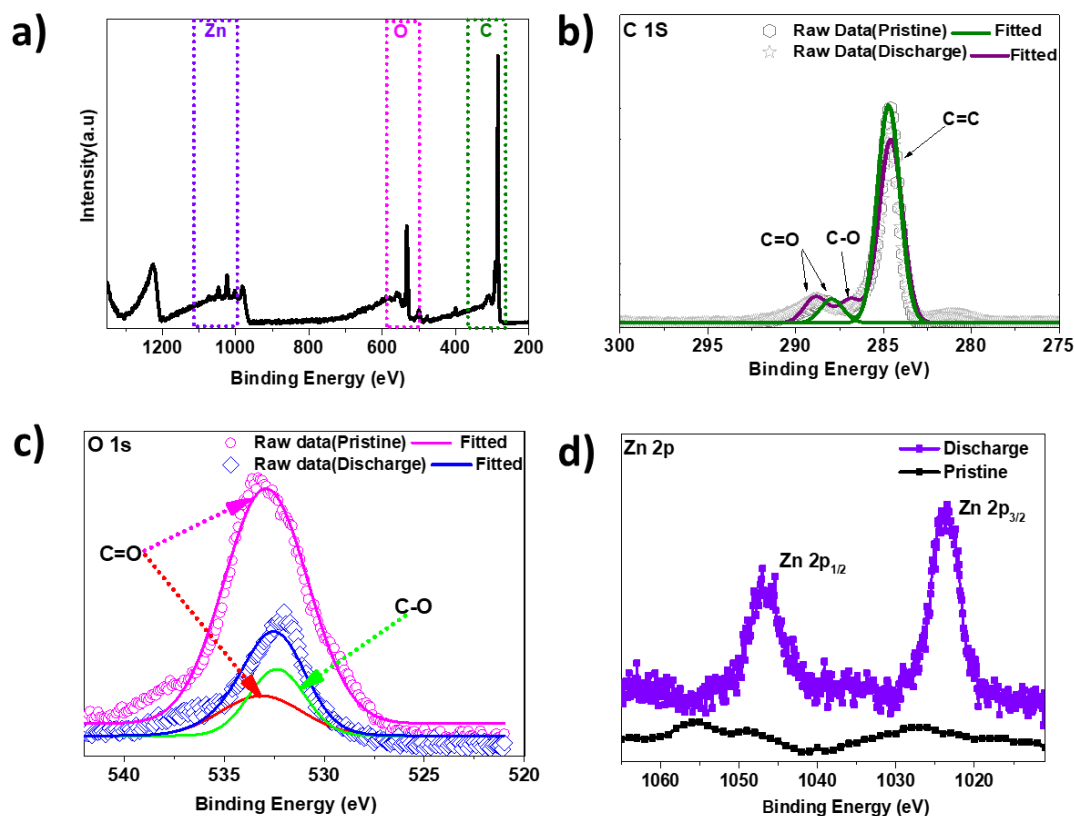 a)
Zn
O
C
Intensity(a.u)
1200 1000 800 600 400 200
Binding Energy (eV)
b)
C 1S
Raw Data(Pristine) Fitted
Raw Data(Discharge) Fitted
C=C
C=O
C-O
300 295 290 285 280 275
Binding Energy (eV)
c)
O 1s
Raw data(Pristine) Fitted
Raw data(Discharge) Fitted
C=O
C-O
540 535 530 525 520
Binding Energy (eV)
d)
Zn 2p
Discharge
Pristine
Zn 2p3/2
Zn 2p1/2
1060 1050 1040 1030 1020
Binding Energy (eV)